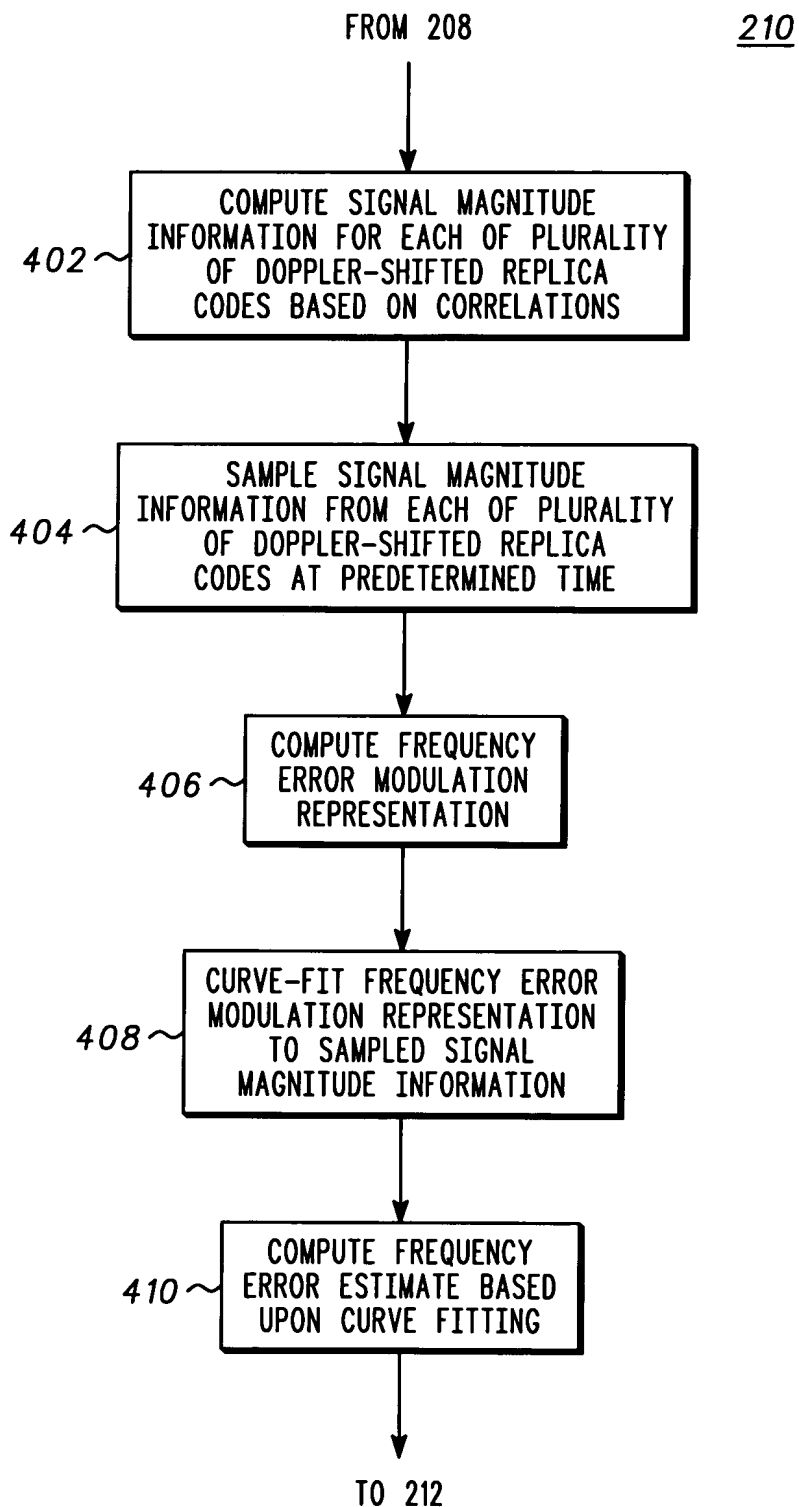 FROM 208
210
COMPUTE SIGNAL MAGNITUDE
INFORMATION FOR EACH OF PLURALITY
OF DOPPLER-SHIFTED REPLICA
CODES BASED ON CORRELATIONS
402
SAMPLE SIGNAL MAGNITUDE
INFORMATION FROM EACH OF PLURALITY
OF DOPPLER-SHIFTED REPLICA
CODES AT PREDETERMINED TIME
404
COMPUTE FREQUENCY
ERROR MODULATION
REPRESENTATION
406
CURVE-FIT FREQUENCY ERROR
MODULATION REPRESENTATION
TO SAMPLED SIGNAL
MAGNITUDE INFORMATION
408
COMPUTE FREQUENCY
ERROR ESTIMATE BASED
UPON CURVE FITTING
410
TO 212